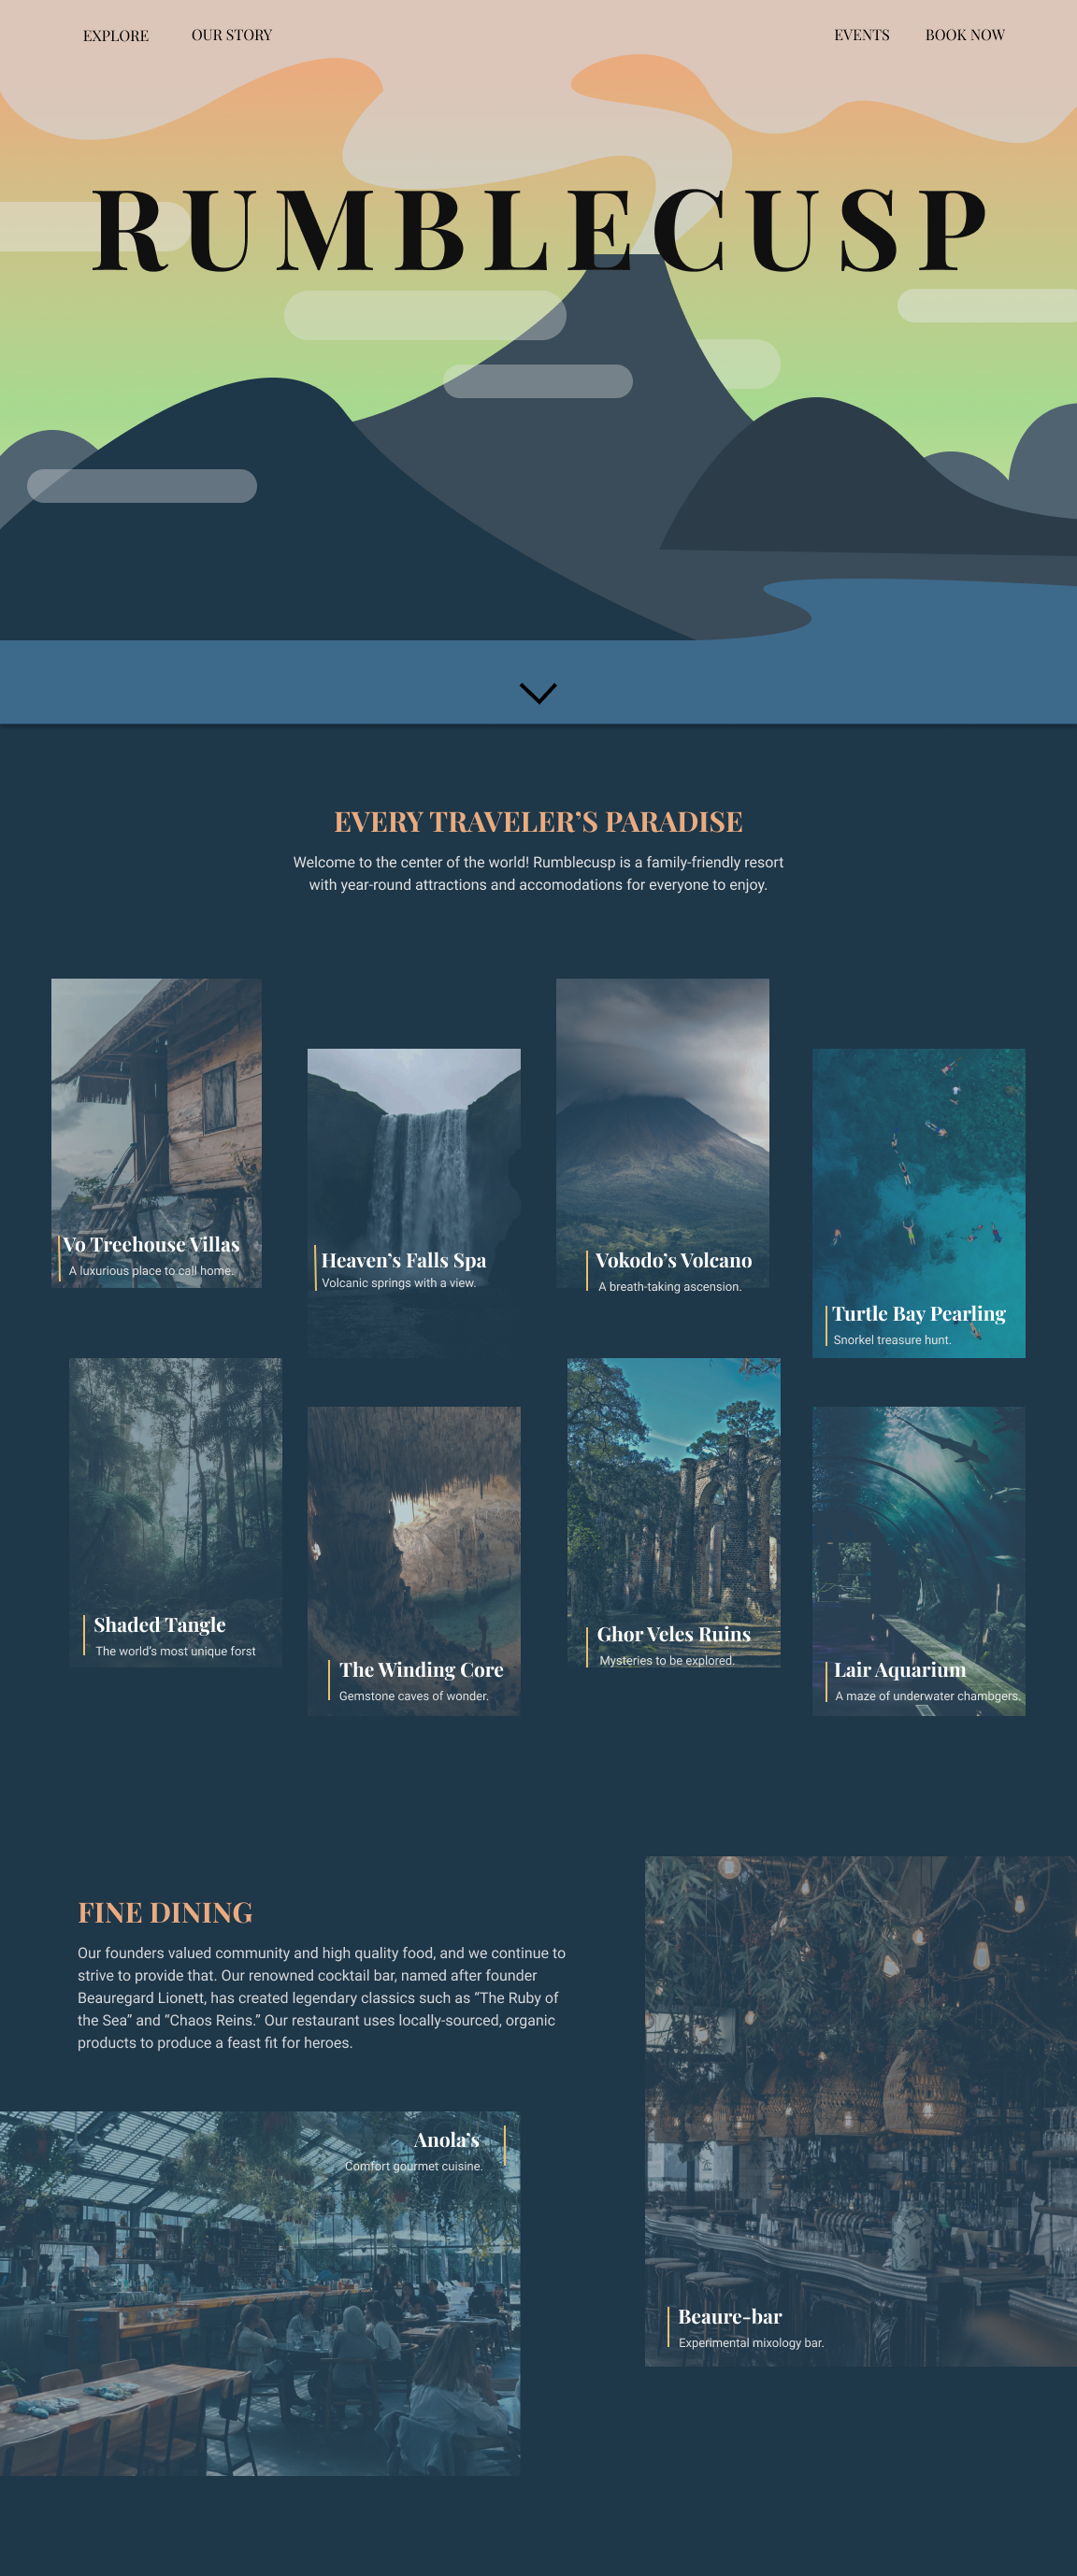 EXPLORE
OUR STORY
EVENTS
BOOK NOW
RUMBLECUSP
EVERY TRAVELER’S PARADISE
Welcome to the center of the world! Rumblecusp is a family-friendly resort
with year-round attractions and accomodations for everyone to enjoy.
Vo Treehouse Villas
A luxurious place to call home.
Heaven’s Falls Spa
Volcanic springs with a view.
Vokodo’s Volcano
A breath-taking ascension.
Turtle Bay Pearling
Snorkel treasure hunt.
Shaded Tangle
The world’s most unique forst
The Winding Core
Gemstone caves of wonder.
Ghor Veles Ruins
Mysteries to be explored.
Lair Aquarium
A maze of underwater chambgers.
FINE DINING
Our founders valued community and high quality food, and we continue to
strive to provide that. Our renowned cocktail bar, named after founder
Beauregard Lionett, has created legendary classics such as “The Ruby of
the Sea” and “Chaos Reins.” Our restaurant uses locally-sourced, organic
products to produce a feast fit for heroes.
Anola’s
Comfort gourmet cuisine.
Beaure-bar
Experimental mixology bar.